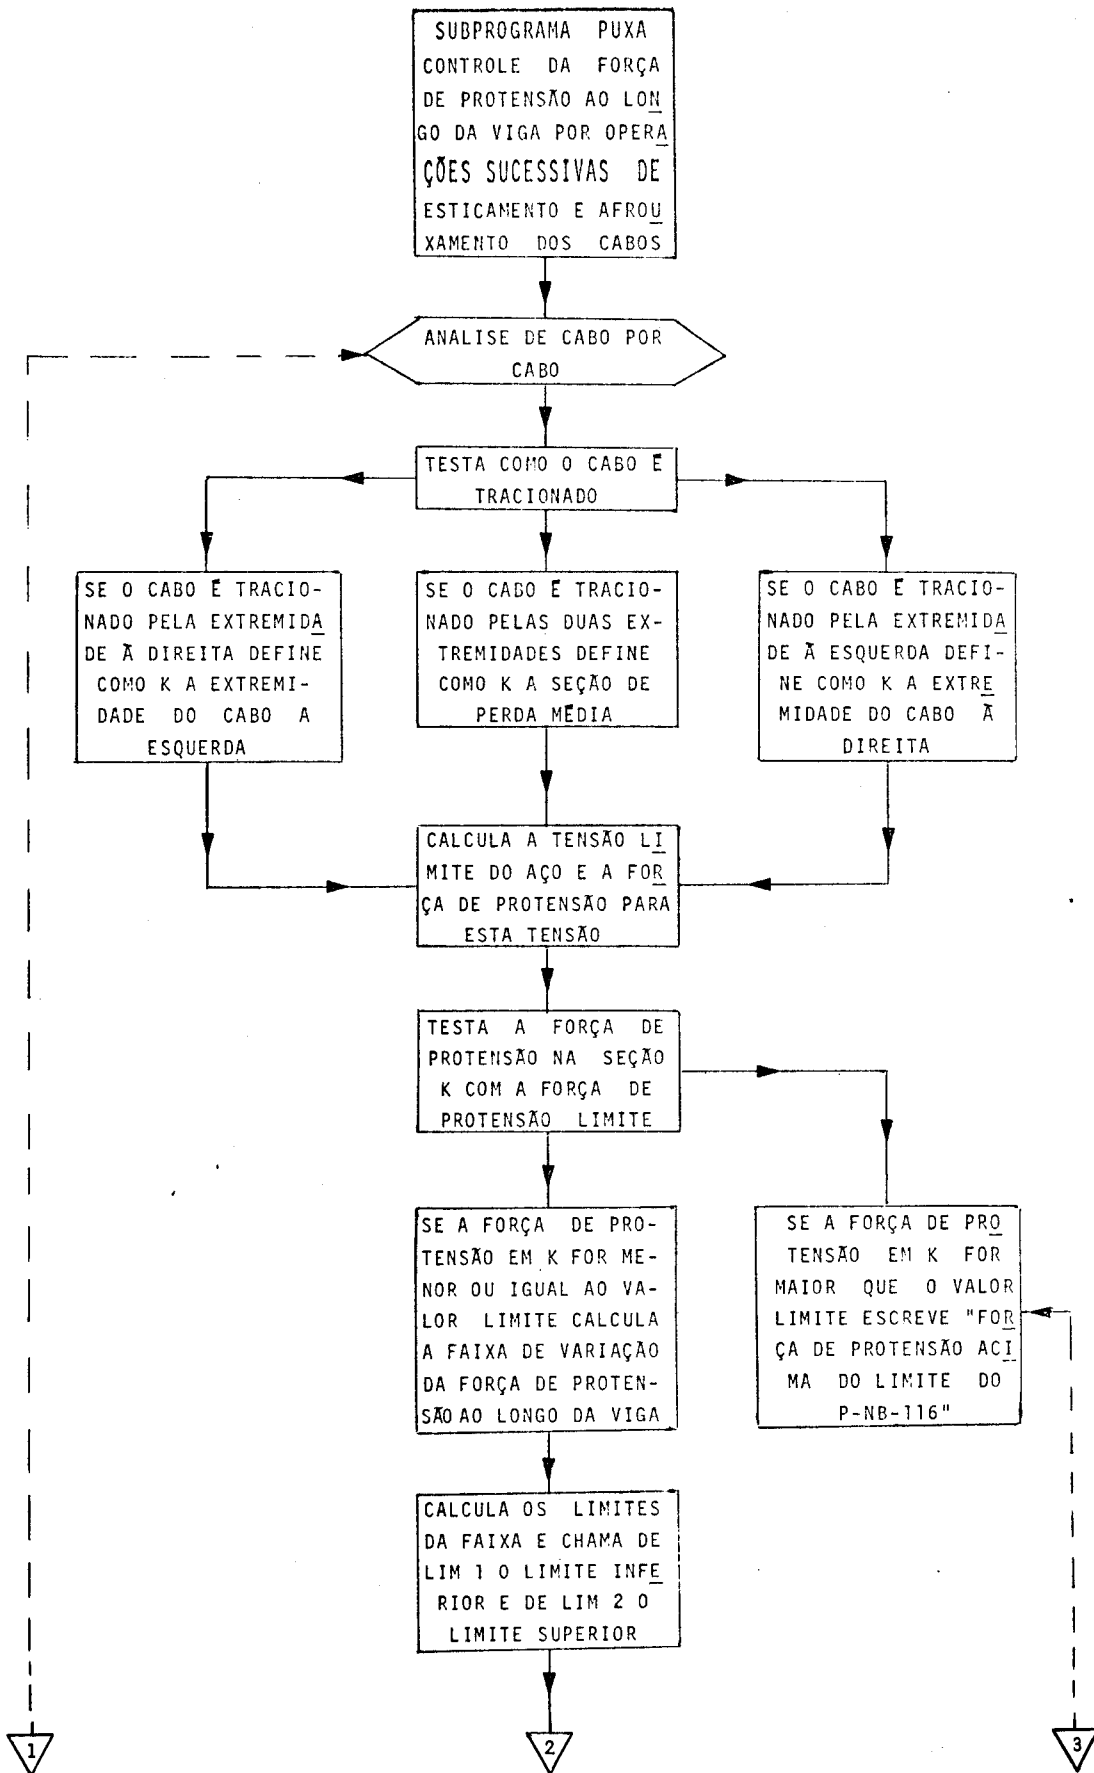 SUBPROGRAMA PUXA
CONTROLE DA FORÇA
DE PROTENSÃO AO LON
GO DA VIGA POR OPERA
ÇÕES SUCESSIVAS DE
ESTICAMENTO E AFROU
XAMENTO DOS CABOS
ANALISE DE CABO POR
CABO
TESTA COMO O CABO É
TRACIONADO
SE O CABO É TRACIO-
NADO PELA EXTREMIDA
DE À DIREITA DEFINE
COMO K A EXTREMI-
DADE DO CABO A
ESQUERDA
SE O CABO É TRACIO-
NADO PELAS DUAS EX-
TREMIDADES DEFINE
COMO K A SEÇÃO DE
PERDA MÉDIA
SE O CABO É TRACIO-
NADO PELA EXTREMIDA
DE À ESQUERDA DEFI-
NE COMO K A EXTRE
MIDADE DO CABO À
DIREITA
CALCULA A TENSÃO LI
MITE DO AÇO E A FOR
ÇA DE PROTENSÃO PARA
ESTA TENSÃO
TESTA A FORÇA DE
PROTENSÃO NA SEÇÃO
K COM A FORÇA DE
PROTENSÃO LIMITE
SE A FORÇA DE PRO-
TENSÃO EM K FOR ME-
NOR OU IGUAL AO VA-
LOR LIMITE CALCULA
A FAIXA DE VARIAÇÃO
DA FORÇA DE PROTEN-
SÃO AO LONGO DA VIGA
SE A FORÇA DE PRO
TENSÃO EM K FOR
MAIOR QUE O VALOR
LIMITE ESCREVE "FOR
ÇA DE PROTENSÃO ACI
MA DO LIMITE DO
P-NB-116"
CALCULA OS LIMITES
DA FAIXA E CHAMA DE
LIM 1 O LIMITE INFE
RIOR E DE LIM 2 O
LIMITE SUPERIOR
1
2
3